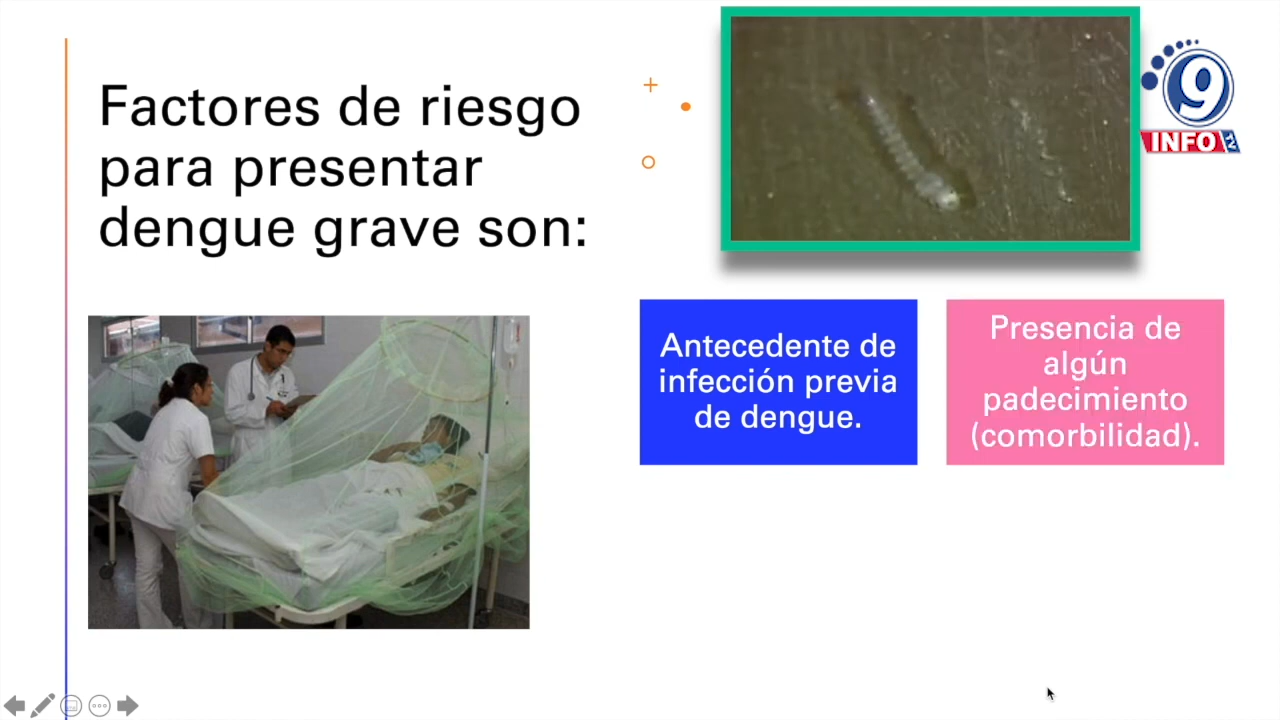 Factores de riesgo
para presentar
dengue grave son:
9
INFO
TV
Antecedente de
infección previa
de dengue.
Presencia de
algún
padecimiento
(comorbilidad).